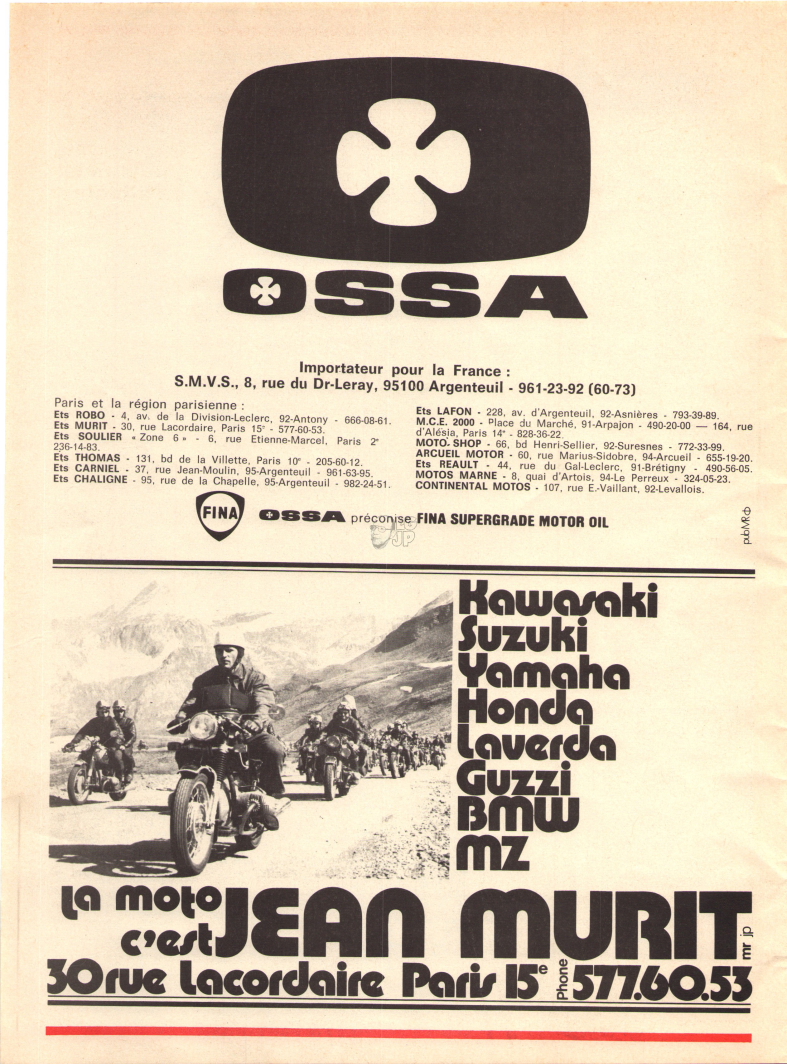 OSSA
Importateur pour la France :
S.M.V.S., 8, rue du Dr-Leray, 95100 Argenteuil - 961-23-92 (60-73)
Paris et la région parisienne :
Ets ROBO - 4, av. de la Division-Leclerc, 92-Antony - 666-08-61.
Ets MURIT - 30, rue Lacordaire, Paris 15e - 577-60-53.
Ets SOULIER « Zone 6 » - 6, rue Etienne-Marcel, Paris 2e
236-14-83.
Ets THOMAS - 131, bd de la Villette, Paris 10e - 205-60-12.
Ets CARNIEL - 37, rue Jean-Moulin, 95-Argenteuil - 961-63-95.
Ets CHALIGNE - 95, rue de la Chapelle, 95-Argenteuil - 982-24-51.
Ets LAFON - 228, av. d'Argenteuil, 92-Asnières - 793-39-89.
M.C.E. 2000 - Place du Marché, 91-Arpajon - 490-20-00 — 164, rue
d'Alésia, Paris 14e - 828-36-22.
MOTO. SHOP - 66, bd Henri-Sellier, 92-Suresnes - 772-33-99.
ARCUEIL MOTOR - 60, rue Marius-Sidobre, 94-Arcueil - 655-19-20.
Ets REAULT - 44, rue du Gal-Leclerc, 91-Brétigny - 490-56-05.
MOTOS MARNE - 8, quai d'Artois, 94-Le Perreux - 324-05-23.
CONTINENTAL MOTOS - 107, rue E.-Vaillant, 92-Levallois.
FINA OSSA préconise FINA SUPERGRADE MOTOR OIL
JP
pub MR
Kawasaki
Suzuki
Yamaha
Honda
Laverda
Guzzi
BMW
MZ
la moto
c'est JEAN MURIT
mr jp
30 rue Lacordaire Paris 15e Phone 577.60.53